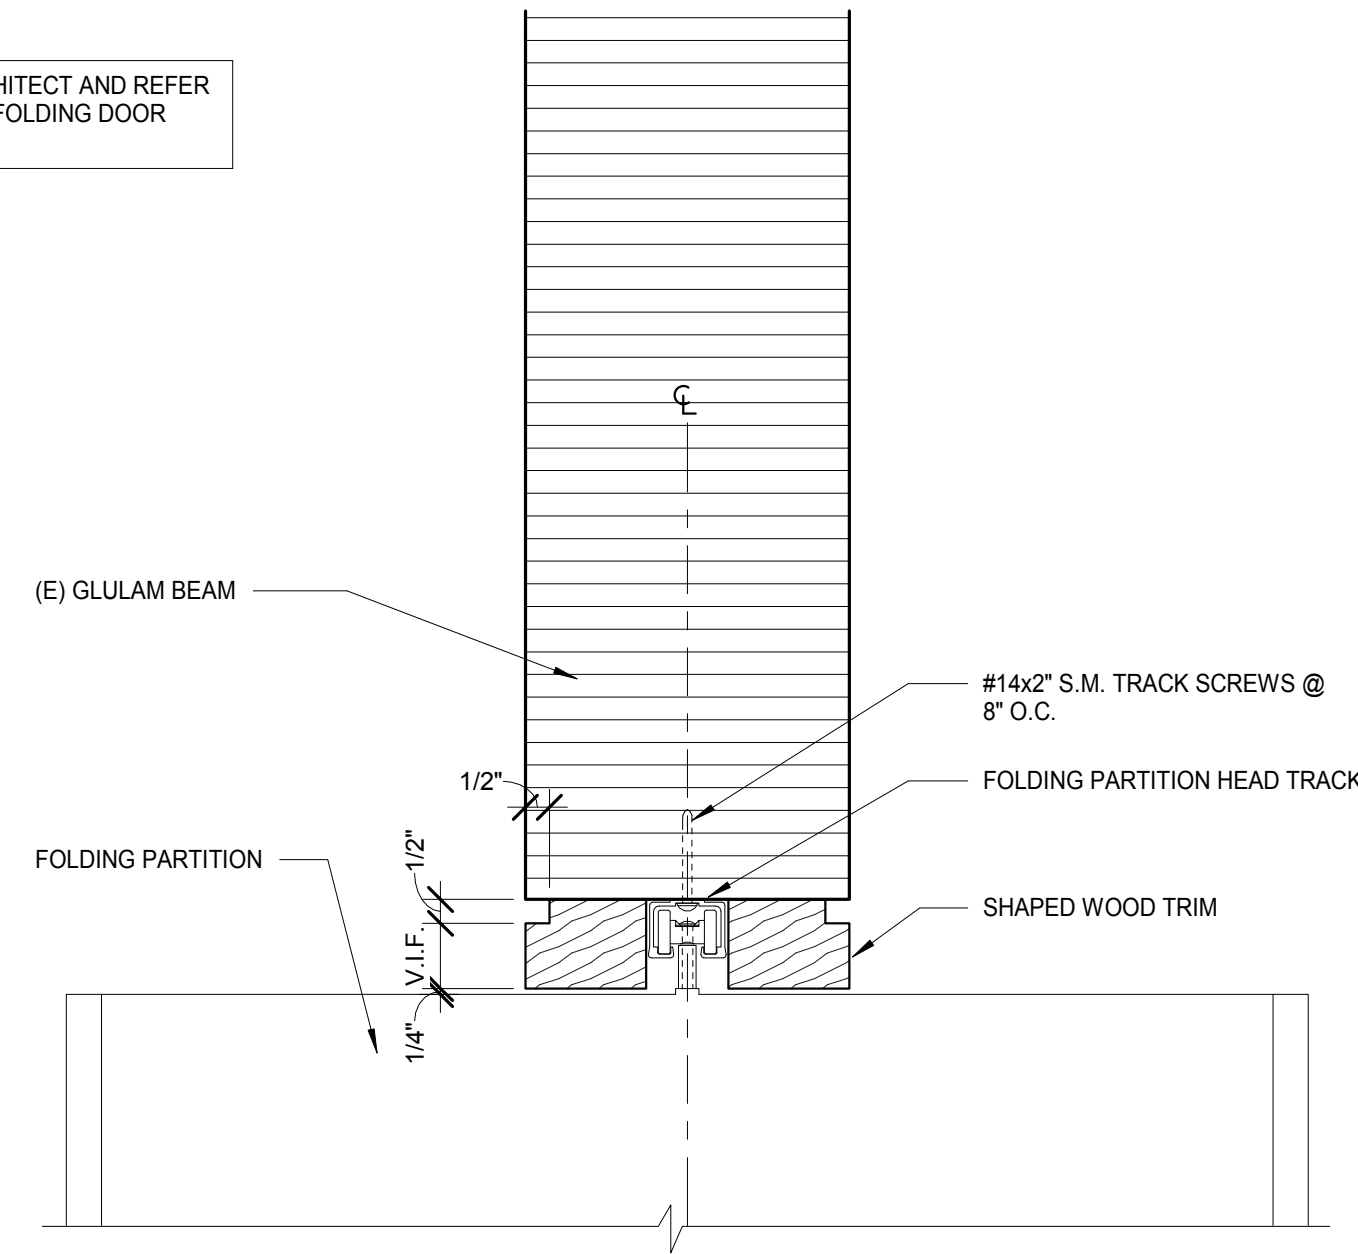 HITECT AND REFER
FOLDING DOOR
℄
(E) GLULAM BEAM
#14x2" S.M. TRACK SCREWS @
8" O.C.
1/2"
FOLDING PARTITION HEAD TRACK
1/2"
FOLDING PARTITION
SHAPED WOOD TRIM
V.I.F.
1/4"